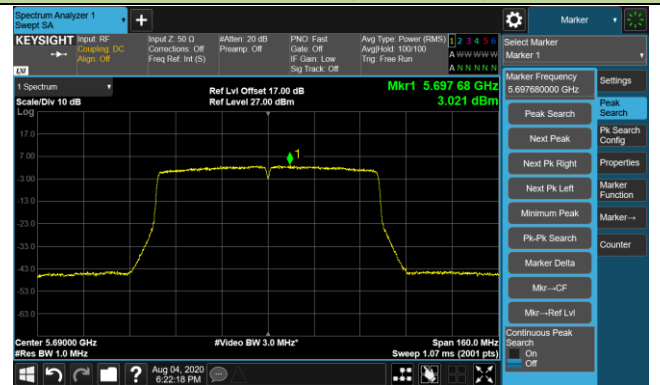 Spectrum Analyzer 1
Swept SA
Marker
KEYSIGHT
Input: RF
Coupling: DC
Align: Off
Input Z: 50 Ω
Corrections: Off
Freq Ref: Int (S)
#Atten: 20 dB
Preamp: Off
PNO: Fast
Gate: Off
IF Gain: Low
Sig Track: Off
Avg Type: Power (RMS)
Avg|Hold: 100/100
Trig: Free Run
1 2 3 4 5 6
A W W W W W
A N N N N N
LXI
Select Marker
Marker 1
1 Spectrum
Scale/Div 10 dB
Log
Ref Lvl Offset 17.00 dB
Ref Level 27.00 dBm
Mkr1 5.697 68 GHz
3.021 dBm
1
17.0
7.00
-3.00
-13.0
-23.0
-33.0
-43.0
-53.0
-63.0
Center 5.69000 GHz
#Res BW 1.0 MHz
#Video BW 3.0 MHz*
Span 160.0 MHz
Sweep 1.07 ms (2001 pts)
Marker Frequency
5.697680000 GHz
Peak Search
Next Peak
Next Pk Right
Next Pk Left
Minimum Peak
Pk-Pk Search
Marker Delta
Mkr→CF
Mkr→Ref Lvl
Continuous Peak
Search
On
Off
Settings
Peak
Search
Pk Search
Config
Properties
Marker
Function
Marker→
Counter
?
Aug 04, 2020
6:22:18 PM